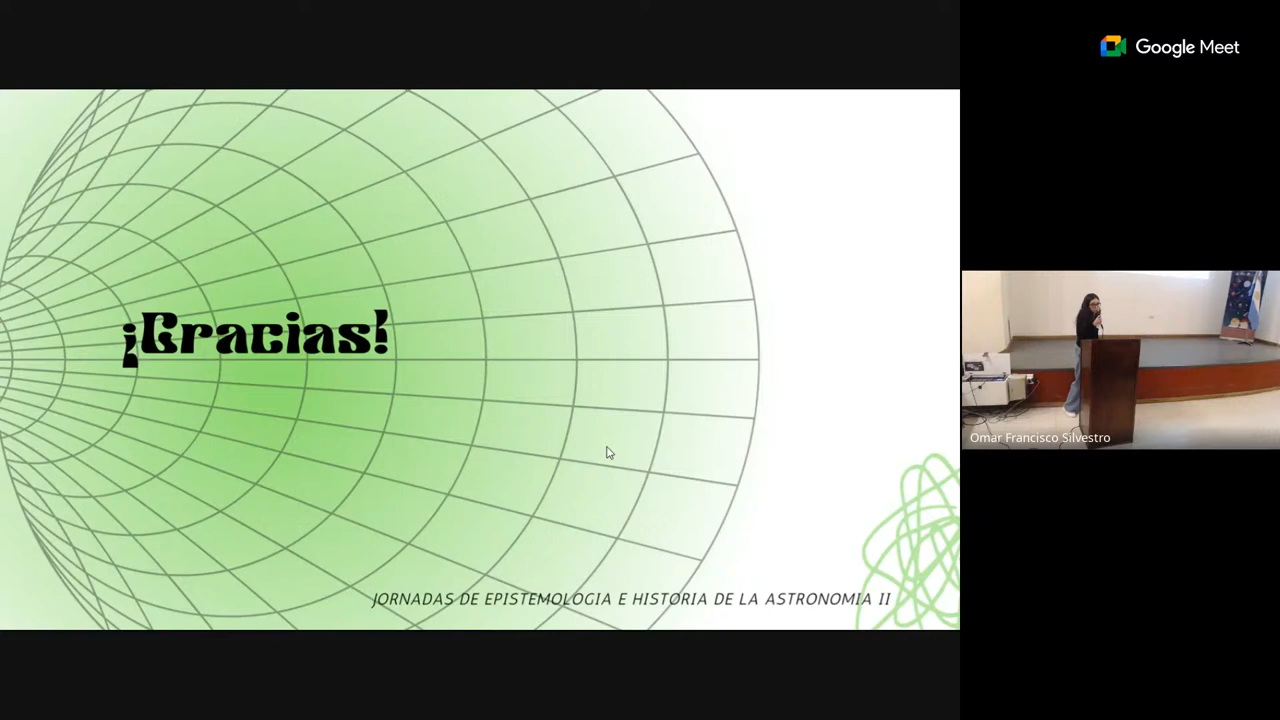 Google Meet
¡Gracias!
Omar Francisco Silvestro
JORNADAS DE EPISTEMOLOGIA E HISTORIA DE LA ASTRONOMIA II